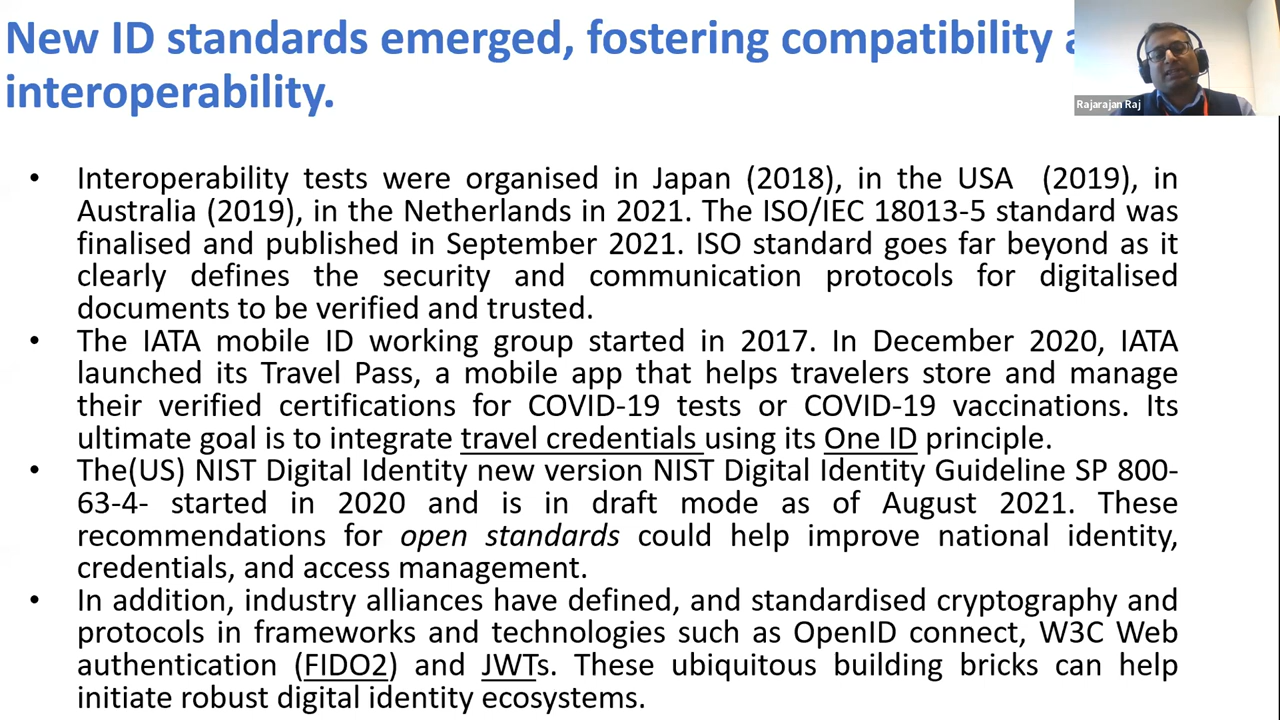 New ID standards emerged, fostering compatibility a
interoperability.
Rajarajan Raj
• Interoperability tests were organised in Japan (2018), in the USA (2019), in
Australia (2019), in the Netherlands in 2021. The ISO/IEC 18013-5 standard was
finalised and published in September 2021. ISO standard goes far beyond as it
clearly defines the security and communication protocols for digitalised
documents to be verified and trusted.
• The IATA mobile ID working group started in 2017. In December 2020, IATA
launched its Travel Pass, a mobile app that helps travelers store and manage
their verified certifications for COVID-19 tests or COVID-19 vaccinations. Its
ultimate goal is to integrate travel credentials using its One ID principle.
• The(US) NIST Digital Identity new version NIST Digital Identity Guideline SP 800-
63-4- started in 2020 and is in draft mode as of August 2021. These
recommendations for open standards could help improve national identity,
credentials, and access management.
• In addition, industry alliances have defined, and standardised cryptography and
protocols in frameworks and technologies such as OpenID connect, W3C Web
authentication (FIDO2) and JWTs. These ubiquitous building bricks can help
initiate robust digital identity ecosystems.